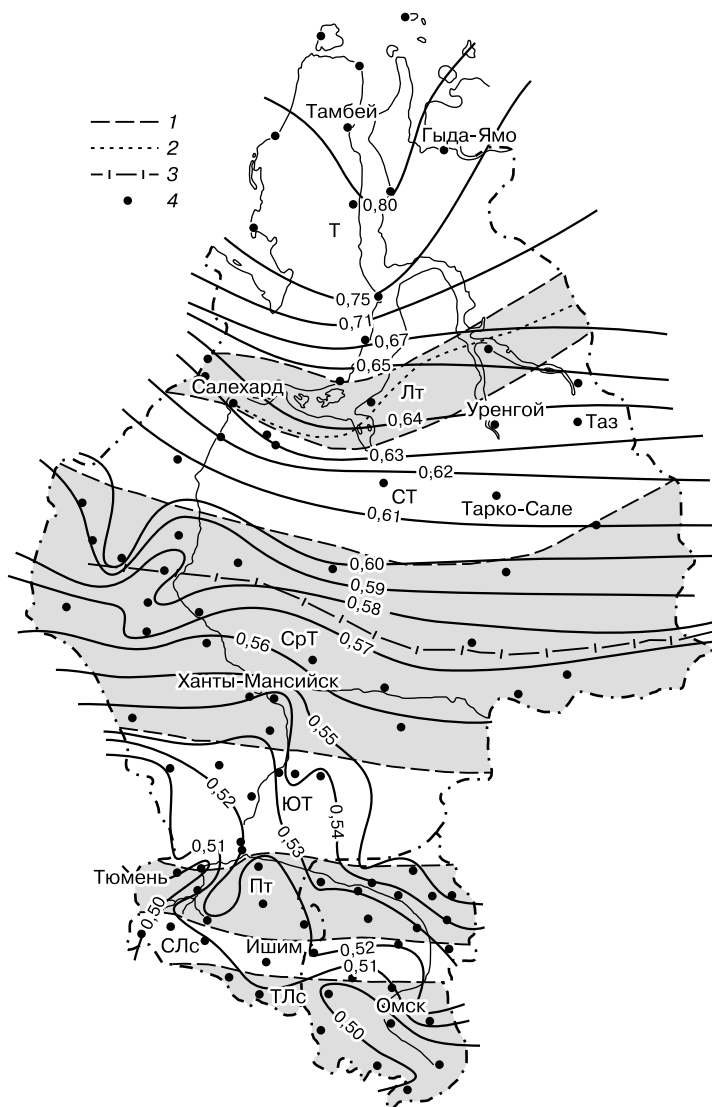 Тамбей
1
2
Гыда-Ямо
3
4
0,80
Т
0,75
0,71
0,67
0,65
Салехард
Лт
0,64
Уренгой
Таз
0,63
0,62
СТ
Тарко-Сале
0,61
0,60
0,59
0,58
0,57
0,56
СрТ
Ханты-Мансийск
0,55
0,52
ЮТ
0,54
0,53
0,51
Тюмень
Пт
0,50
СЛс
Ишим
0,52
0,51
ТЛс
Омск
0,50